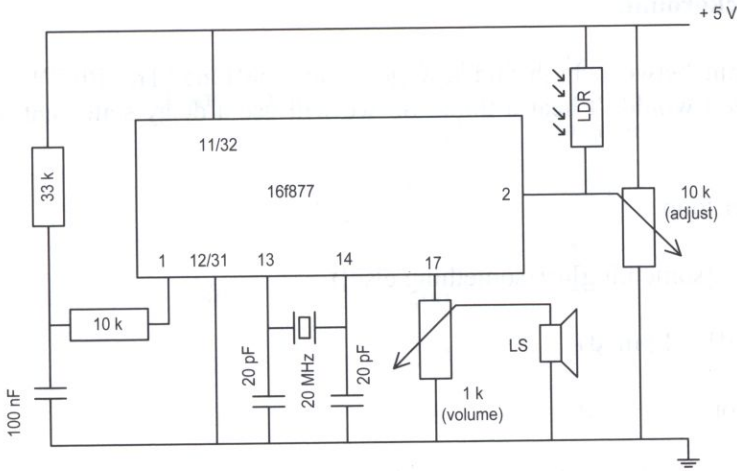 + 5 V
LDR
11/32
33 k
16f877
2
10 k
(adjust)
1
12/31
13
14
17
10 k
20 pF
20 MHz
20 pF
LS
100 nF
1 k
(volume)